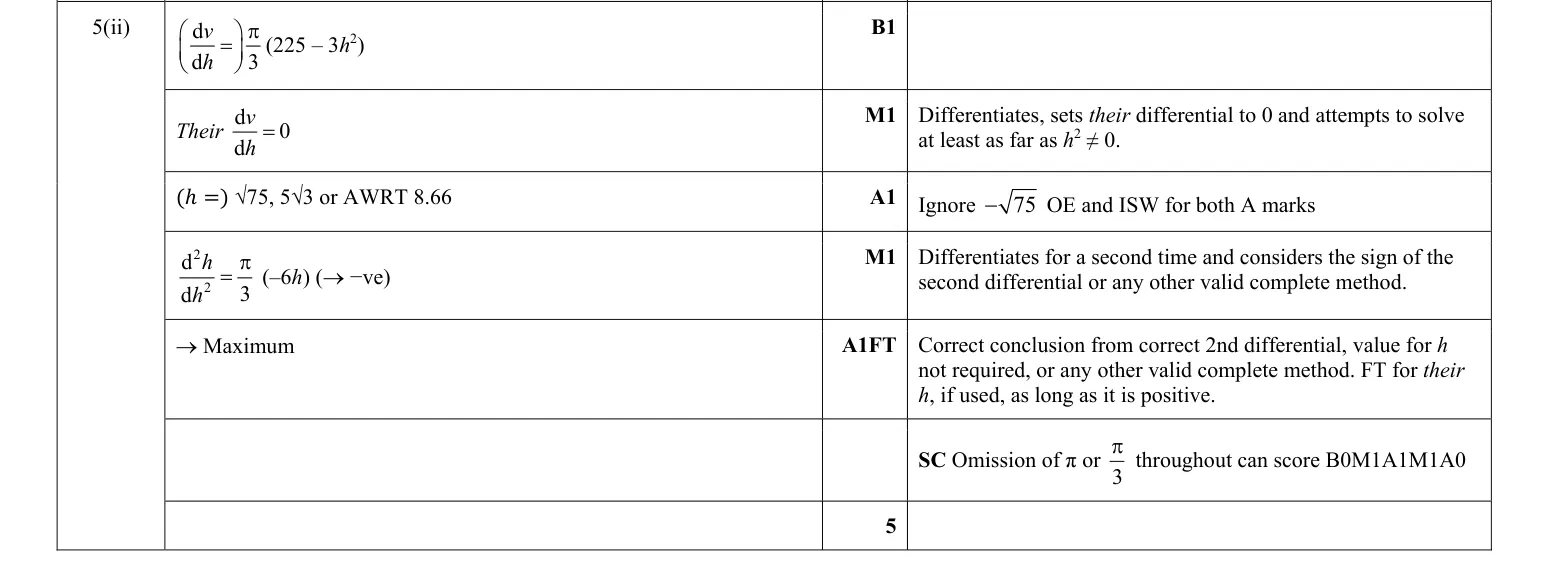 5(ii)
(dv/dh =) π/3 (225 – 3h²)
B1
Their dv/dh = 0
M1
Differentiates, sets their differential to 0 and attempts to solve
at least as far as h² ≠ 0.
(h =) √75, 5√3 or AWRT 8.66
A1
Ignore −√75 OE and ISW for both A marks
d²h/dh² = π/3 (–6h) (→ −ve)
M1
Differentiates for a second time and considers the sign of the
second differential or any other valid complete method.
→ Maximum
A1FT
Correct conclusion from correct 2nd differential, value for h
not required, or any other valid complete method. FT for their
h, if used, as long as it is positive.
SC Omission of π or π/3 throughout can score B0M1A1M1A0
5